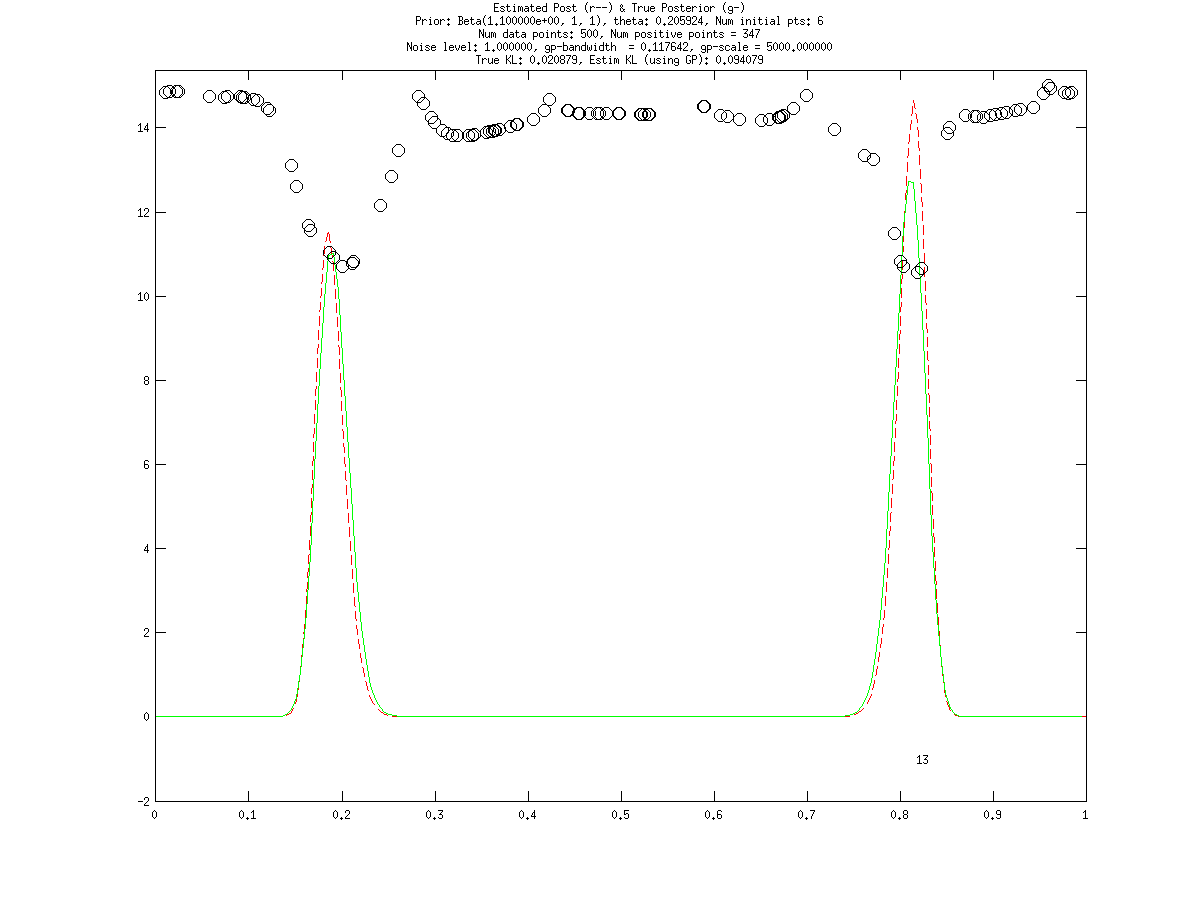 Estimated Post (r--) & True Posterior (g-)
Prior: Beta(1.100000e+00, 1, 1), theta: 0.205924, Num initial pts: 6
Num data points: 500, Num positive points = 347
Noise level: 1.000000, gp-bandwidth  = 0.117642, gp-scale = 5000.000000
True KL: 0.020879, Estim KL (using GP): 0.094079
14
12
10
8
6
4
2
0
-2
13
0 0.1 0.2 0.3 0.4 0.5 0.6 0.7 0.8 0.9 1